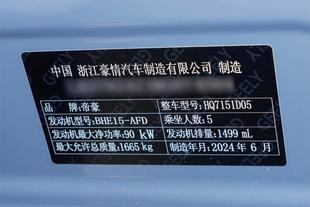 中国 浙江豪情汽车制造有限公司 制造
品 牌:帝豪 整车型号:HQ7151D05
发动机型号:BHE15-AFD 乘坐人数:5
发动机最大净功率:90 kW 发动机排量:1499 mL
最大允许总质量:1665 kg 制造年月:2024 年 6 月